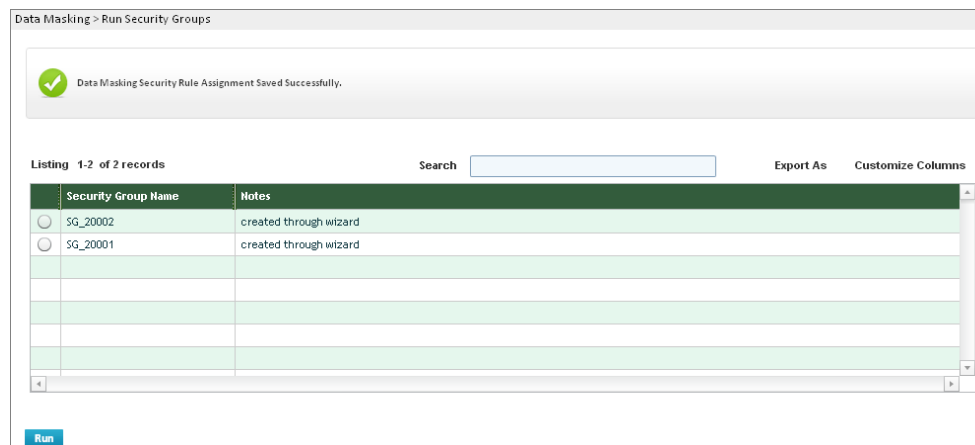 Data Masking > Run Security Groups
Data Masking Security Rule Assignment Saved Successfully.
Listing 1-2 of 2 records Search Export As Customize Columns
Security Group Name Notes
SG_20002 created through wizard
SG_20001 created through wizard
Run